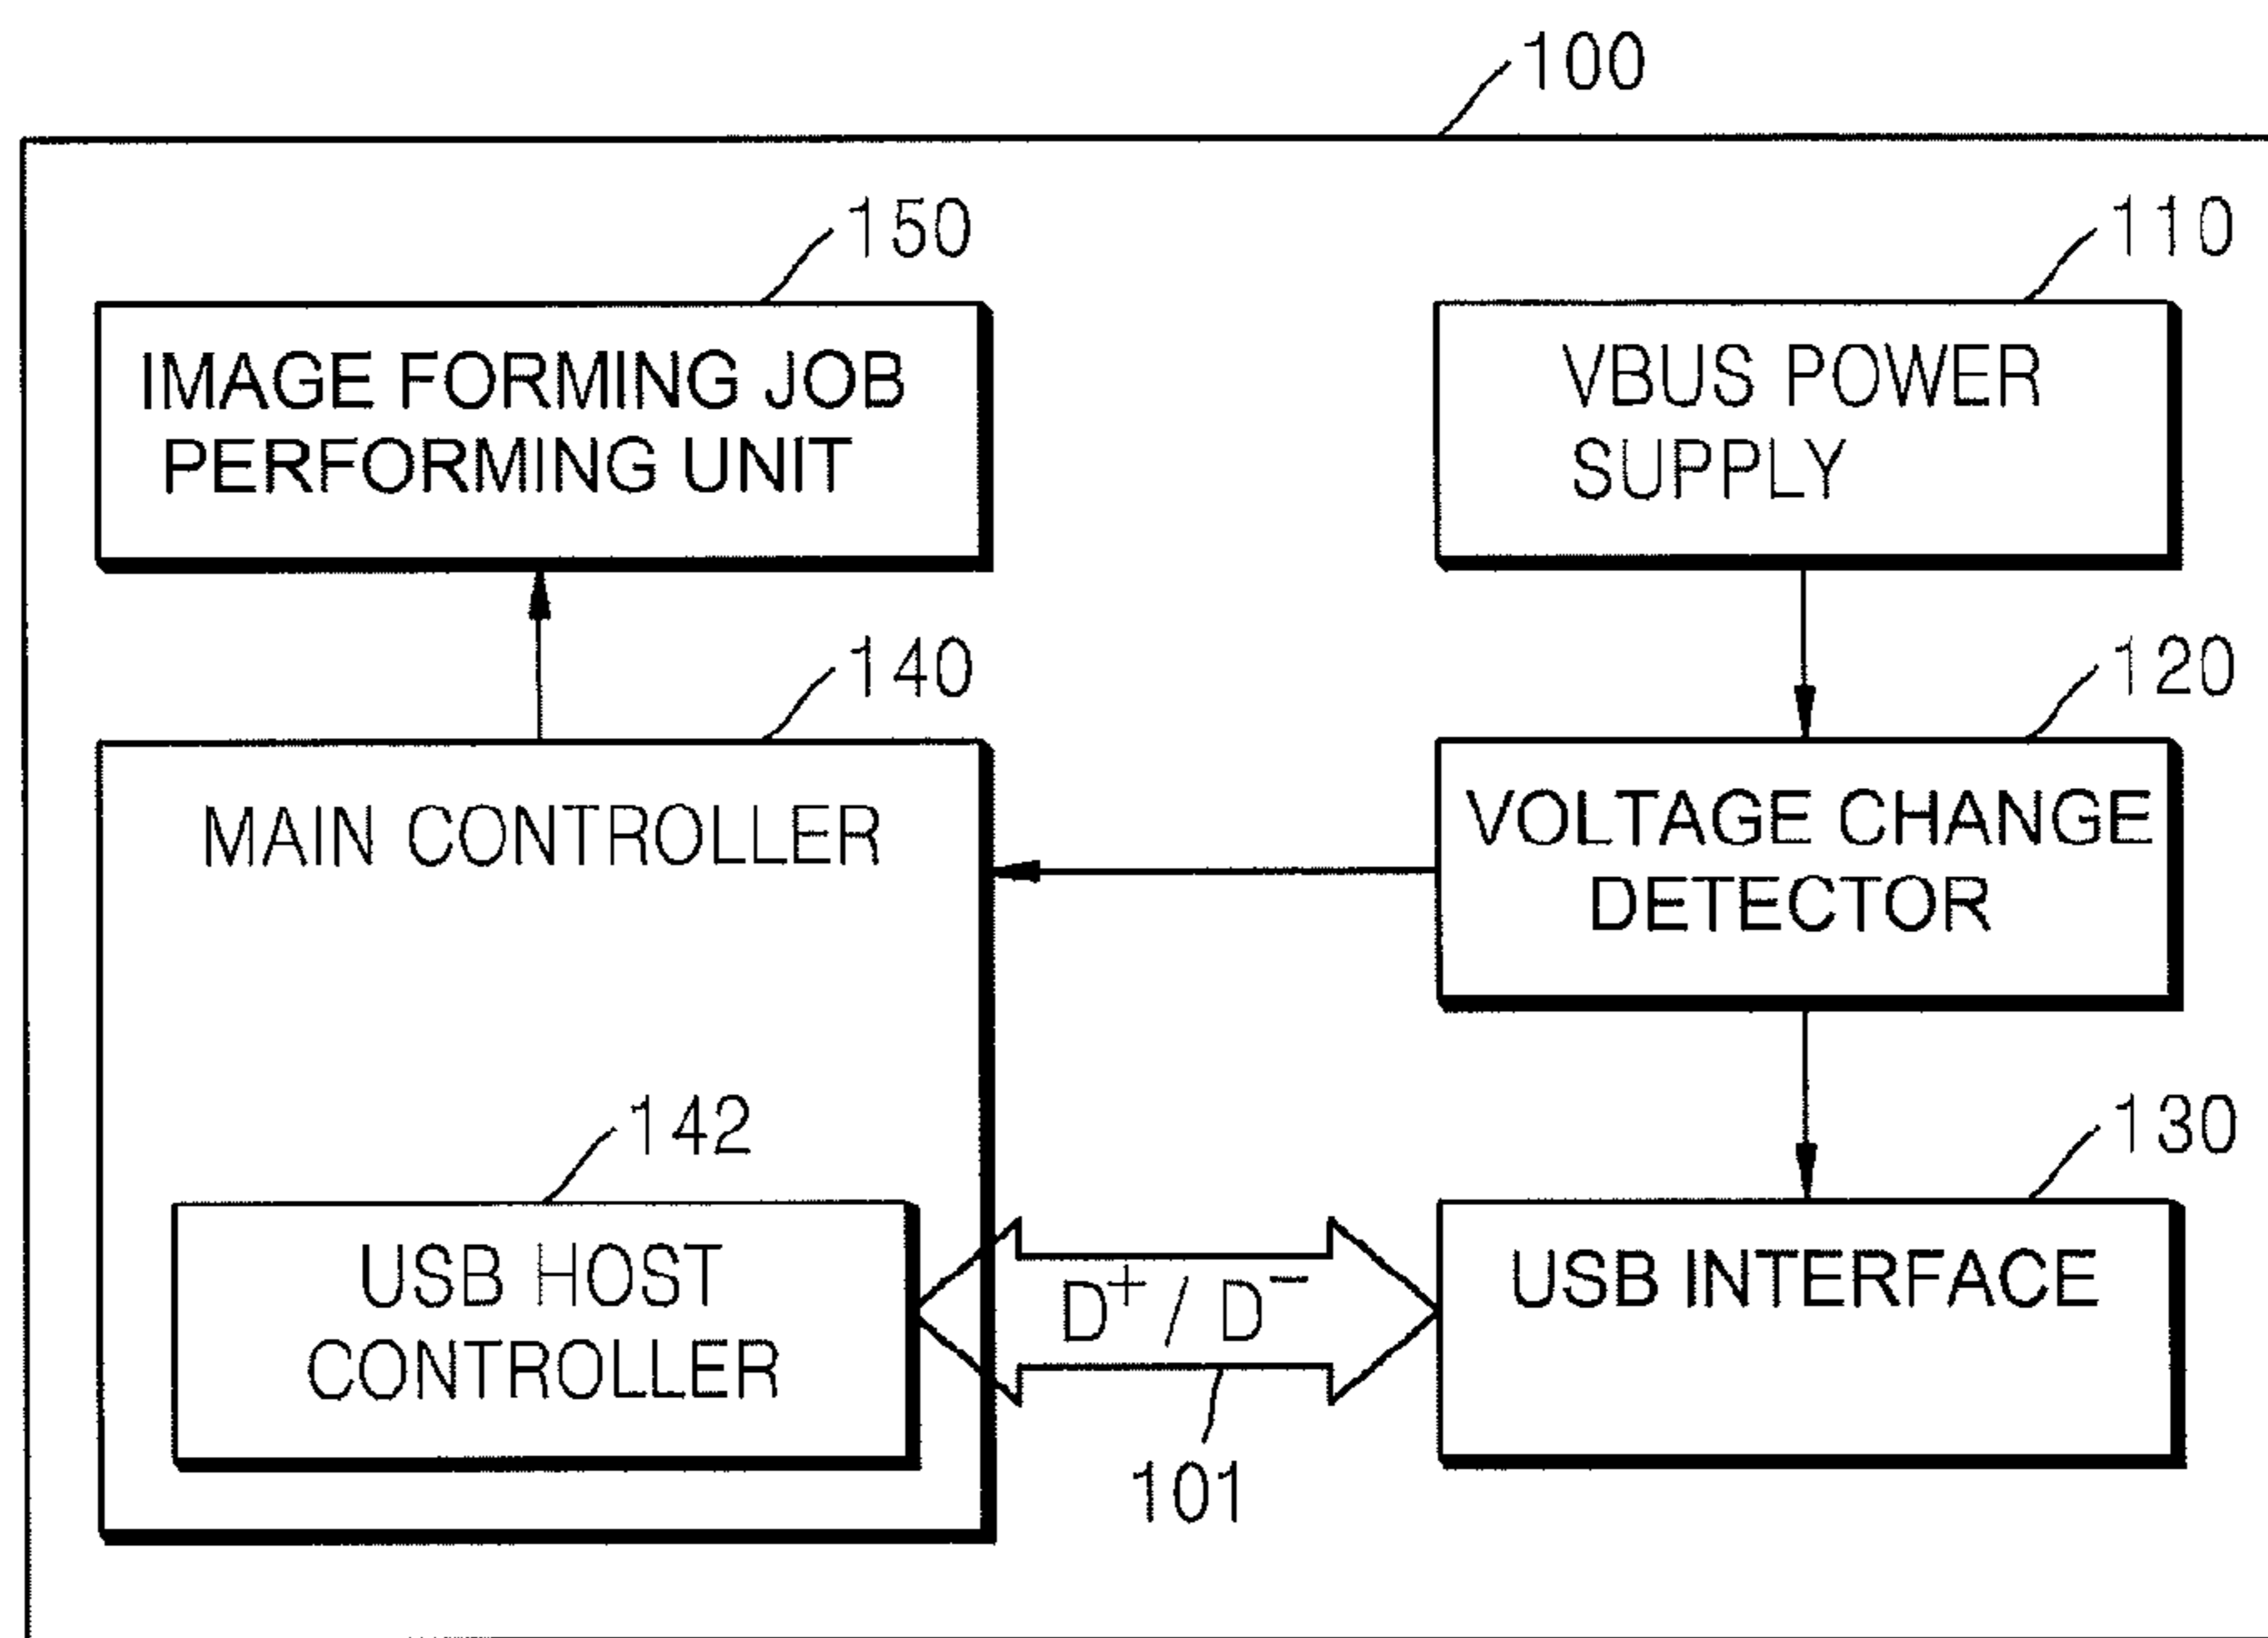 100
150
110
IMAGE FORMING JOB
PERFORMING UNIT
VBUS POWER
SUPPLY
140
120
MAIN CONTROLLER
VOLTAGE CHANGE
DETECTOR
142
130
USB HOST
CONTROLLER
D+ / D−
USB INTERFACE
101